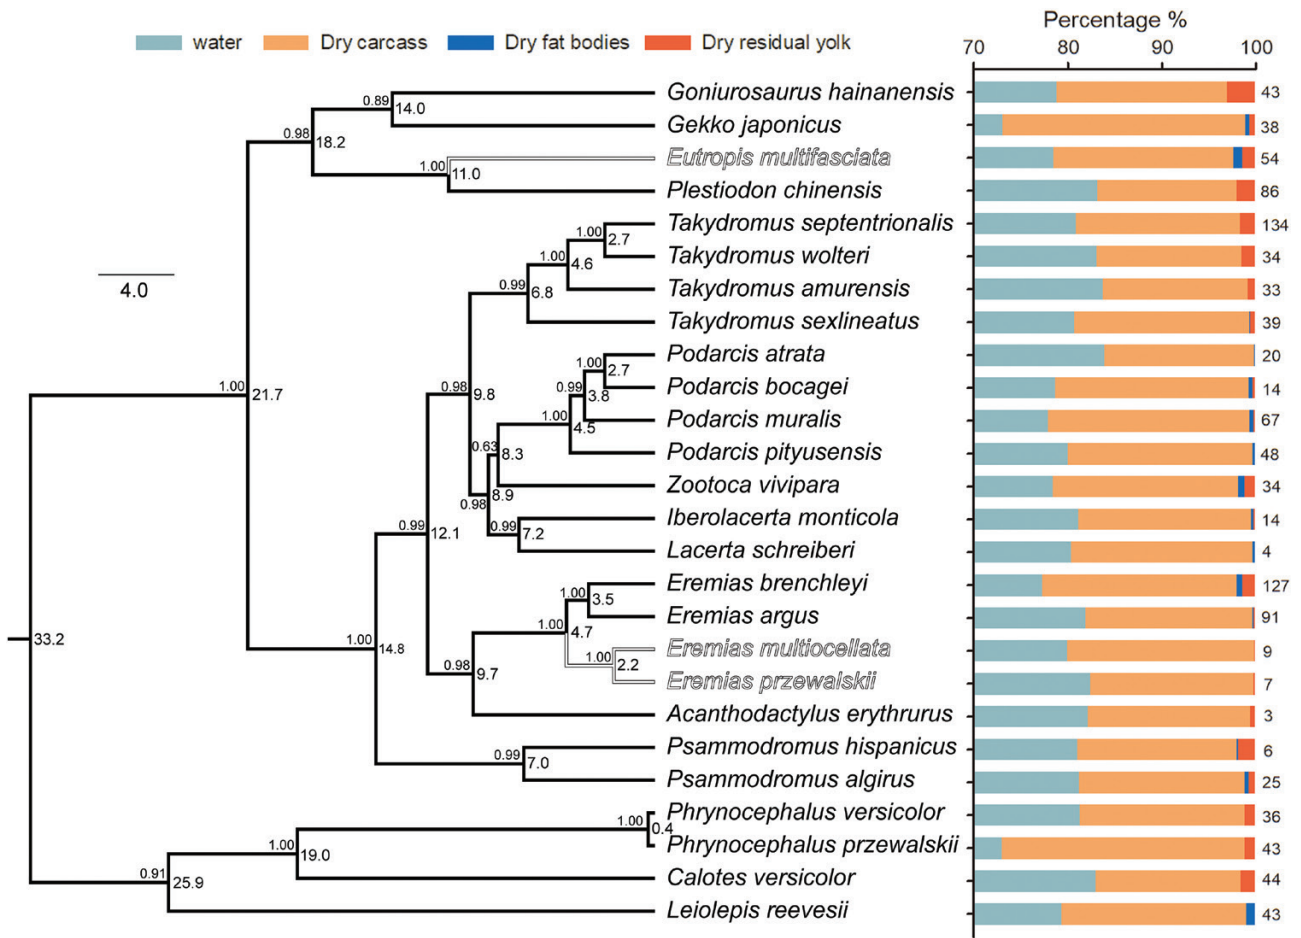 Percentage %
water Dry carcass Dry fat bodies Dry residual yolk
70 80 90 100
Goniurosaurus hainanensis 43
0.89 14.0
Gekko japonicus 38
0.98 18.2
Eutropis multifasciata 54
1.00 11.0
Plestiodon chinensis 86
Takydromus septentrionalis 134
1.00 2.7
Takydromus wolteri 34
1.00 4.6
4.0
Takydromus amurensis 33
0.99 6.8
Takydromus sexlineatus 39
Podarcis atrata 20
1.00 2.7
Podarcis bocagei 14
1.00 21.7
0.98 9.8
0.99 3.8
Podarcis muralis 67
1.00 4.5
Podarcis pityusensis 48
0.63 8.3
Zootoca vivipara 34
0.98 8.9
Iberolacerta monticola 14
0.99 12.1
0.99 7.2
Lacerta schreiberi 4
Eremias brenchleyi 127
1.00 3.5
Eremias argus 91
33.2
1.00 4.7
1.00 14.8
Eremias multiocellata 9
1.00 2.2
0.98 9.7
Eremias przewalskii 7
Acanthodactylus erythrurus 3
Psammodromus hispanicus 6
0.99 7.0
Psammodromus algirus 25
Phrynocephalus versicolor 36
1.00 0.4
Phrynocephalus przewalskii 43
1.00 19.0
Calotes versicolor 44
0.91 25.9
Leiolepis reevesii 43